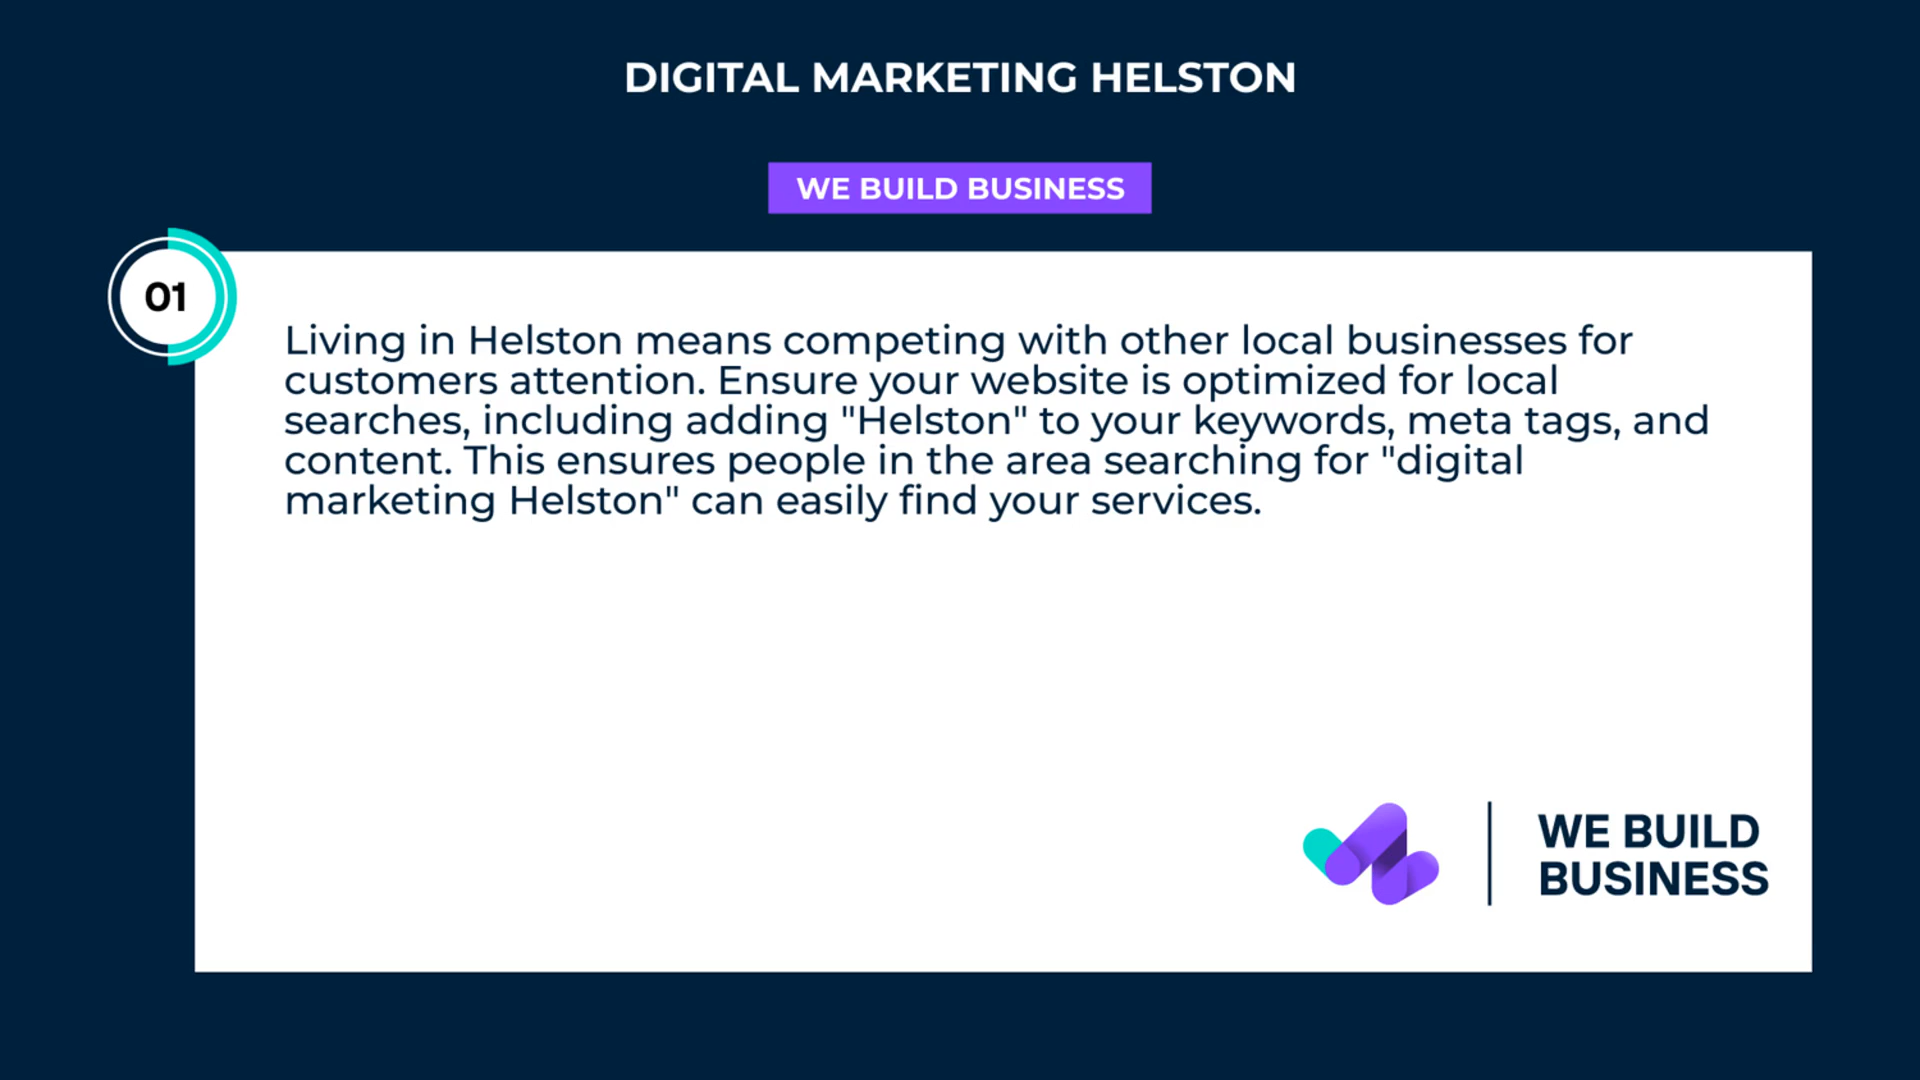 DIGITAL MARKETING HELSTON
WE BUILD BUSINESS
01
Living in Helston means competing with other local businesses for
customers attention. Ensure your website is optimized for local
searches, including adding "Helston" to your keywords, meta tags, and
content. This ensures people in the area searching for "digital
marketing Helston" can easily find your services.
WE BUILD
BUSINESS